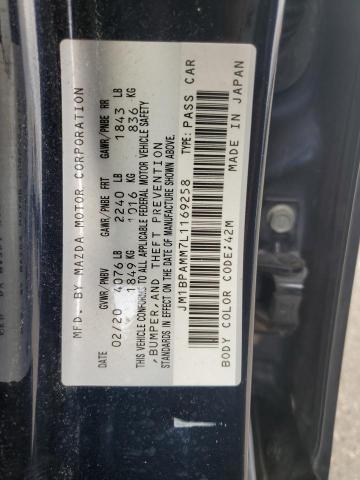 MFD. BY MAZDA MOTOR CORPORATION
DATE GVWR/PNBV GAWR/PNBE FRT GAWR/PNBE RR
02/20 4076 LB 2240 LB 1843 LB
1849 KG 1016 KG 836 KG
THIS VEHICLE CONFORMS TO ALL APPLICABLE FEDERAL MOTOR VEHICLE SAFETY
,BUMPER,AND THEFT PREVENTION
STANDARDS IN EFFECT ON THE DATE OF MANUFACTURE SHOWN ABOVE.
JM1BPAMM7L1169258 TYPE: PASS CAR
BODY COLOR CODE;42M MADE IN JAPAN